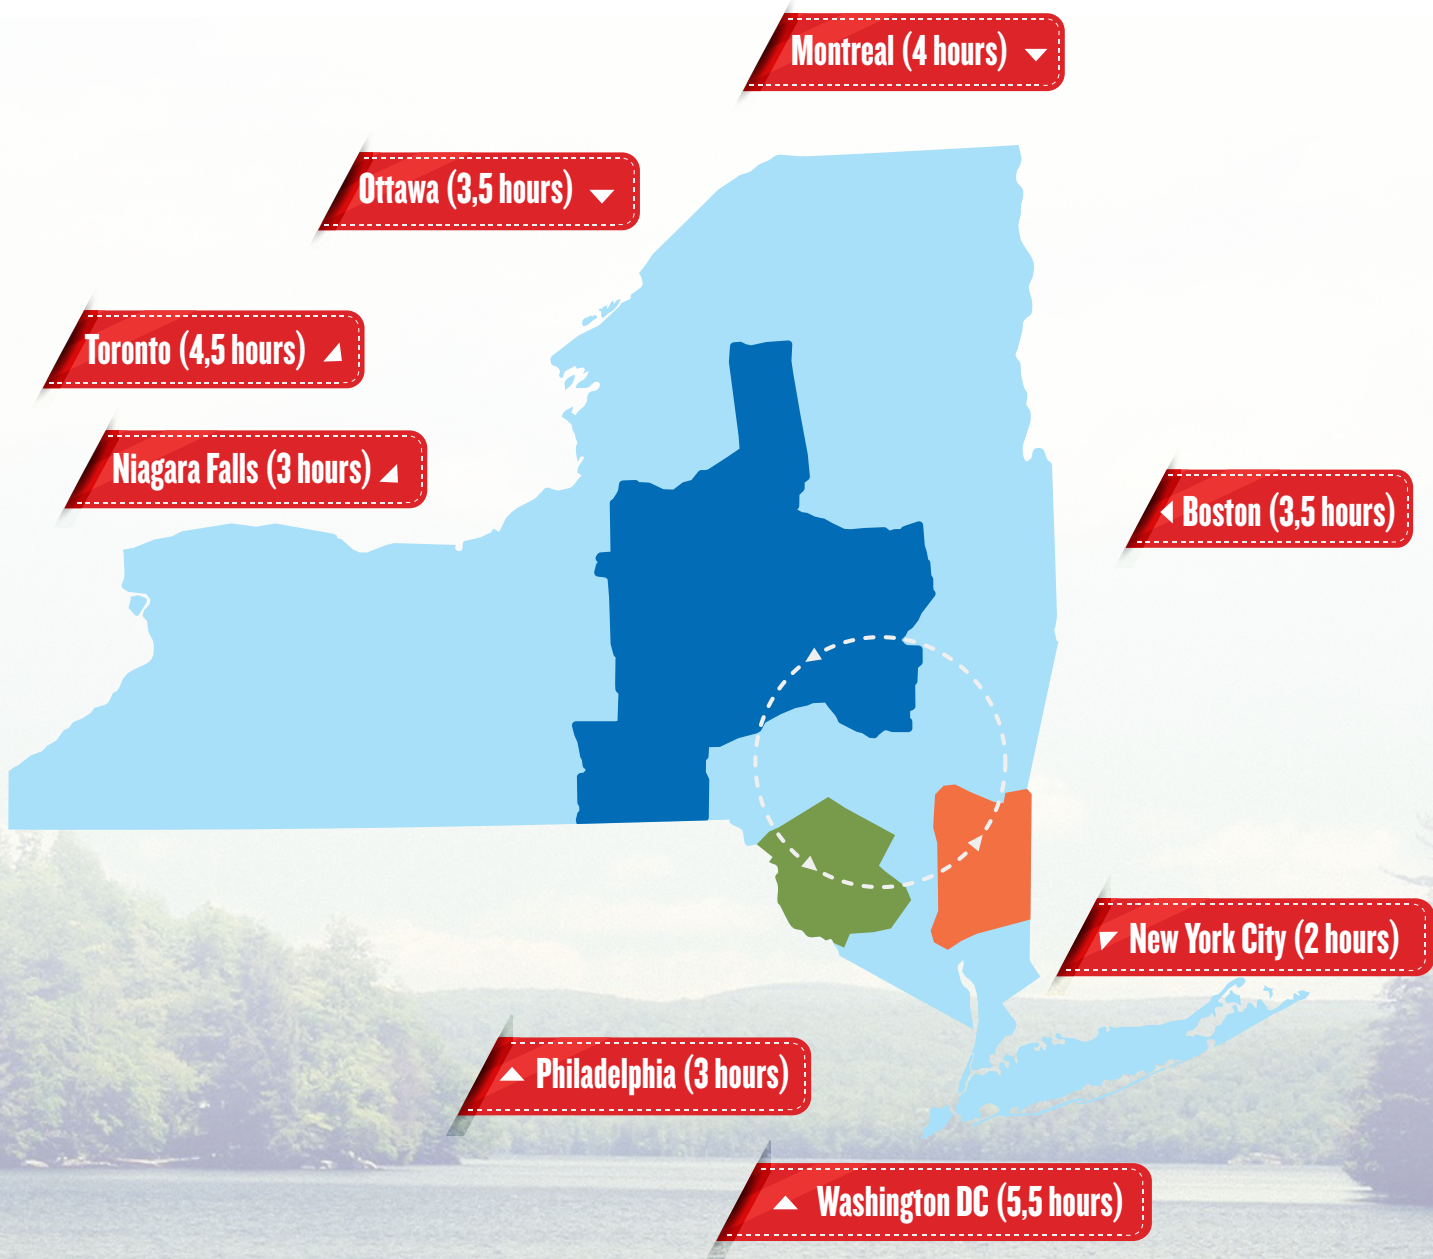 Montreal (4 hours)
Ottawa (3,5 hours)
Toronto (4,5 hours)
Niagara Falls (3 hours)
Boston (3,5 hours)
New York City (2 hours)
Philadelphia (3 hours)
Washington DC (5,5 hours)